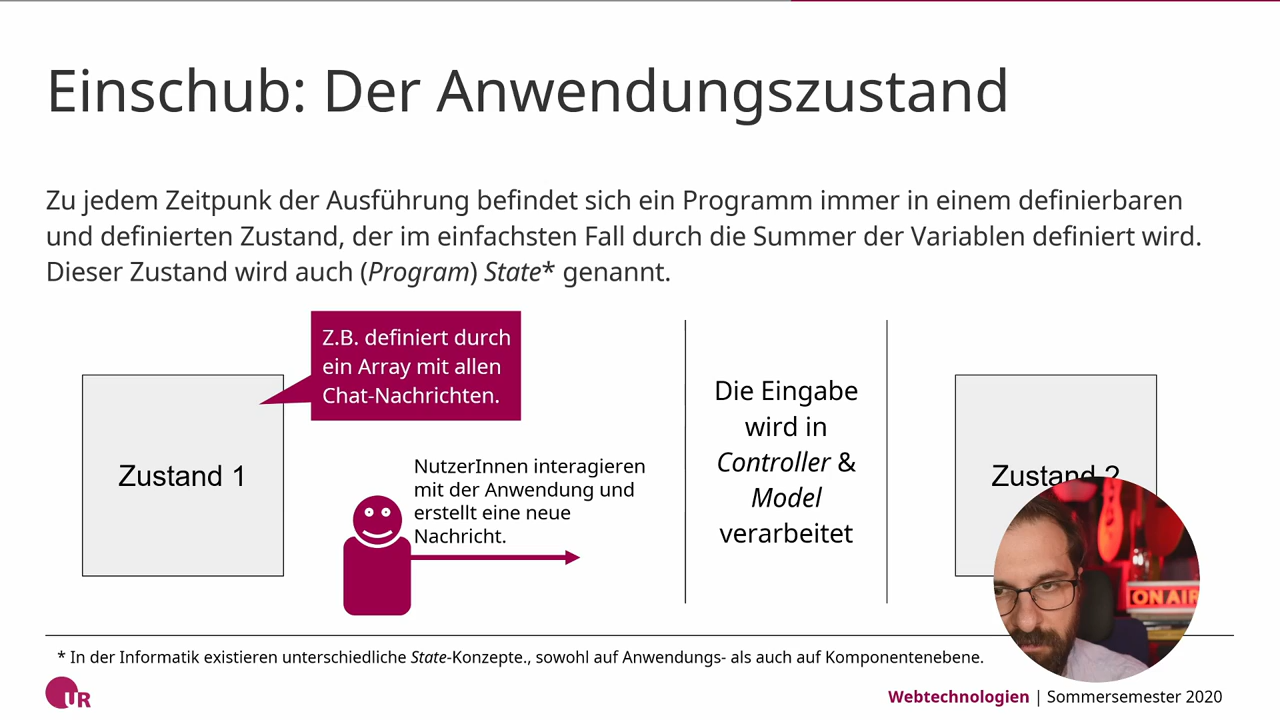 Einschub: Der Anwendungszustand
Zu jedem Zeitpunk der Ausführung befindet sich ein Programm immer in einem definierbaren
und definierten Zustand, der im einfachsten Fall durch die Summer der Variablen definiert wird.
Dieser Zustand wird auch (Program) State* genannt.
Z.B. definiert durch
ein Array mit allen
Chat-Nachrichten.
Zustand 1
NutzerInnen interagieren
mit der Anwendung und
erstellt eine neue
Nachricht.
Die Eingabe
wird in
Controller &
Model
verarbeitet
Zustand 2
ON AIR
* In der Informatik existieren unterschiedliche State-Konzepte., sowohl auf Anwendungs- als auch auf Komponentenebene.
UR
Webtechnologien | Sommersemester 2020